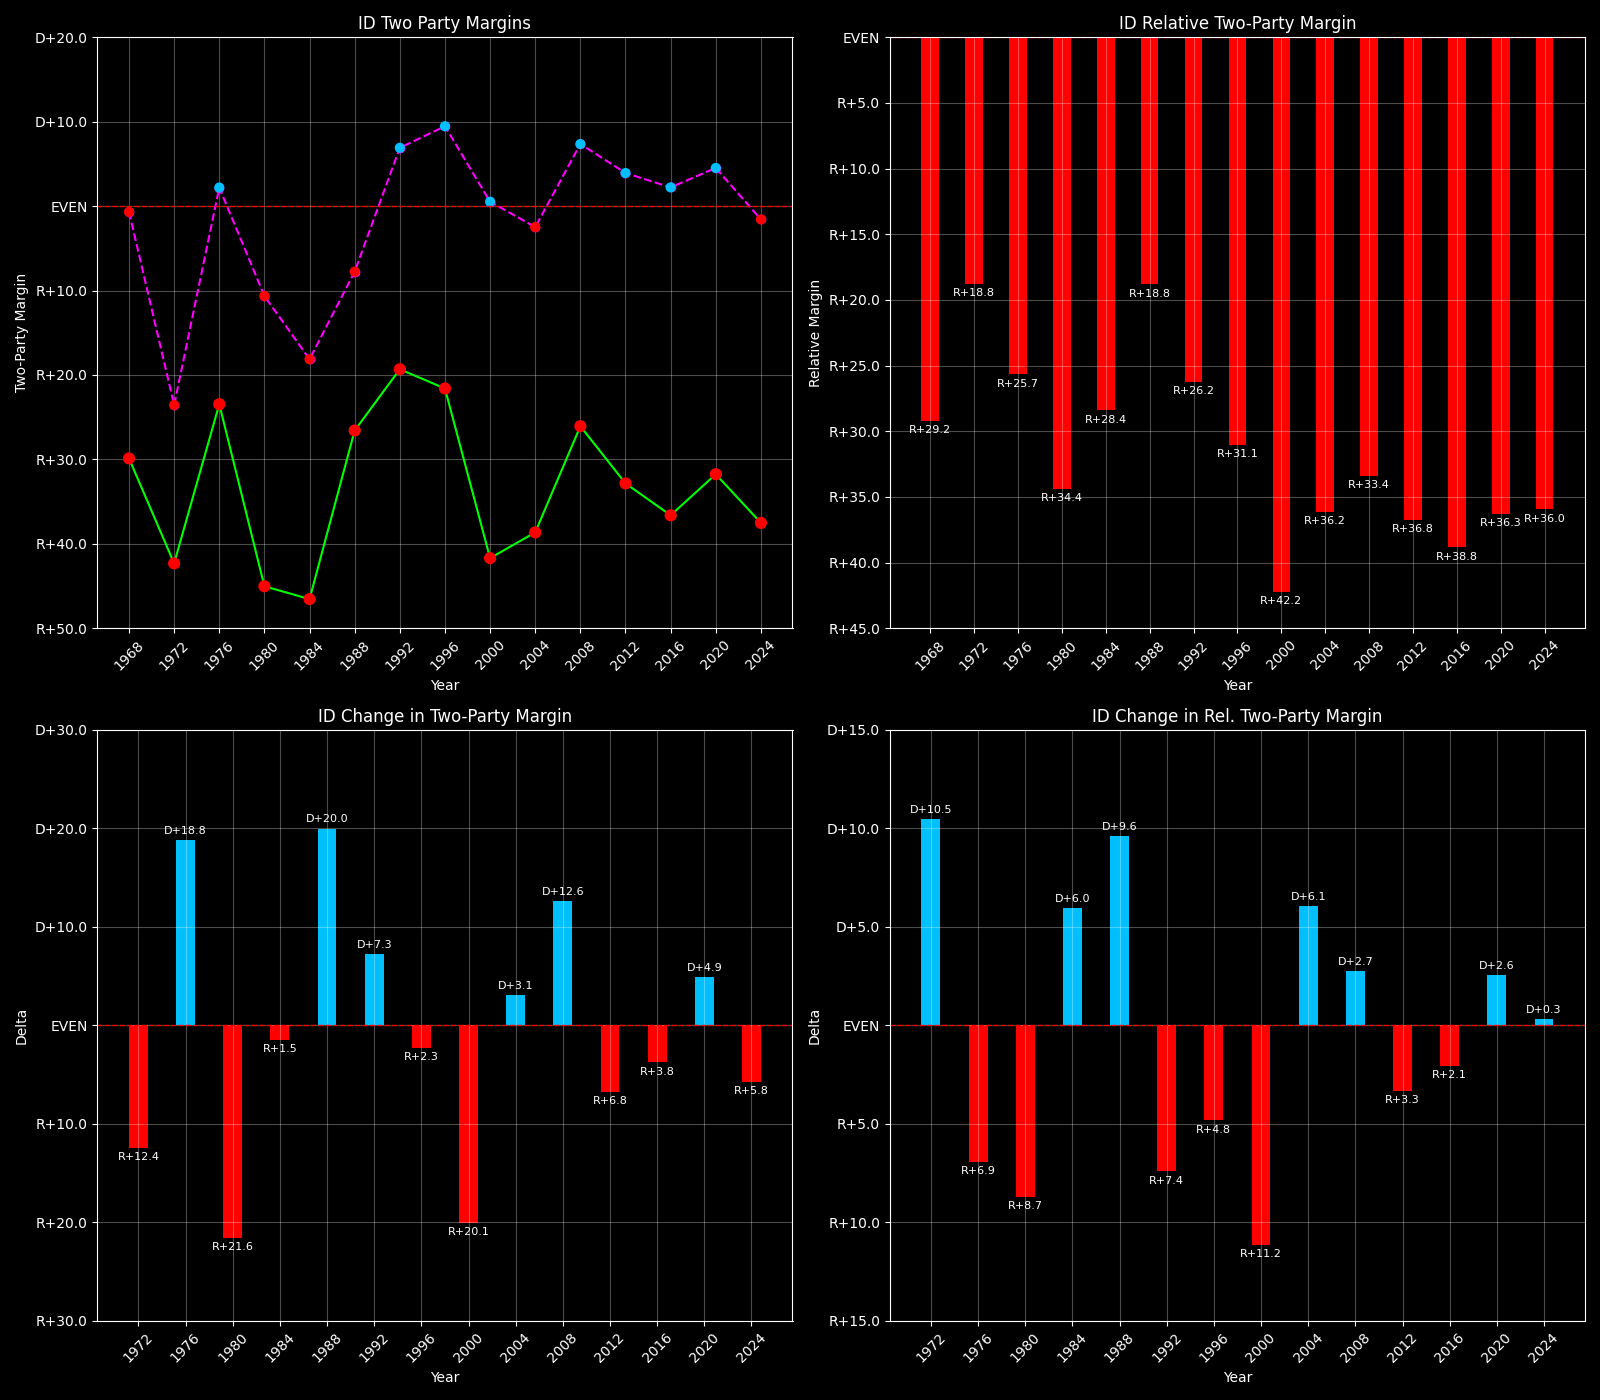 ID Two Party Margins
D+20.0
D+10.0
EVEN
R+10.0
R+20.0
R+30.0
R+40.0
R+50.0
Two-Party Margin
1968
1972
1976
1980
1984
1988
1992
1996
2000
2004
2008
2012
2016
2020
2024
Year
ID Relative Two-Party Margin
EVEN
R+5.0
R+10.0
R+15.0
R+20.0
R+25.0
R+30.0
R+35.0
R+40.0
R+45.0
Relative Margin
R+29.2
R+18.8
R+25.7
R+34.4
R+28.4
R+18.8
R+26.2
R+31.1
R+42.2
R+36.2
R+33.4
R+36.8
R+38.8
R+36.3
R+36.0
1968
1972
1976
1980
1984
1988
1992
1996
2000
2004
2008
2012
2016
2020
2024
Year
ID Change in Two-Party Margin
D+30.0
D+20.0
D+10.0
EVEN
R+10.0
R+20.0
R+30.0
Delta
R+12.4
D+18.8
R+21.6
R+1.5
D+20.0
D+7.3
R+2.3
R+20.1
D+3.1
D+12.6
R+6.8
R+3.8
D+4.9
R+5.8
1972
1976
1980
1984
1988
1992
1996
2000
2004
2008
2012
2016
2020
2024
Year
ID Change in Rel. Two-Party Margin
D+15.0
D+10.0
D+5.0
EVEN
R+5.0
R+10.0
R+15.0
Delta
D+10.5
R+6.9
R+8.7
D+6.0
D+9.6
R+7.4
R+4.8
R+11.2
D+6.1
D+2.7
R+3.3
R+2.1
D+2.6
D+0.3
1972
1976
1980
1984
1988
1992
1996
2000
2004
2008
2012
2016
2020
2024
Year